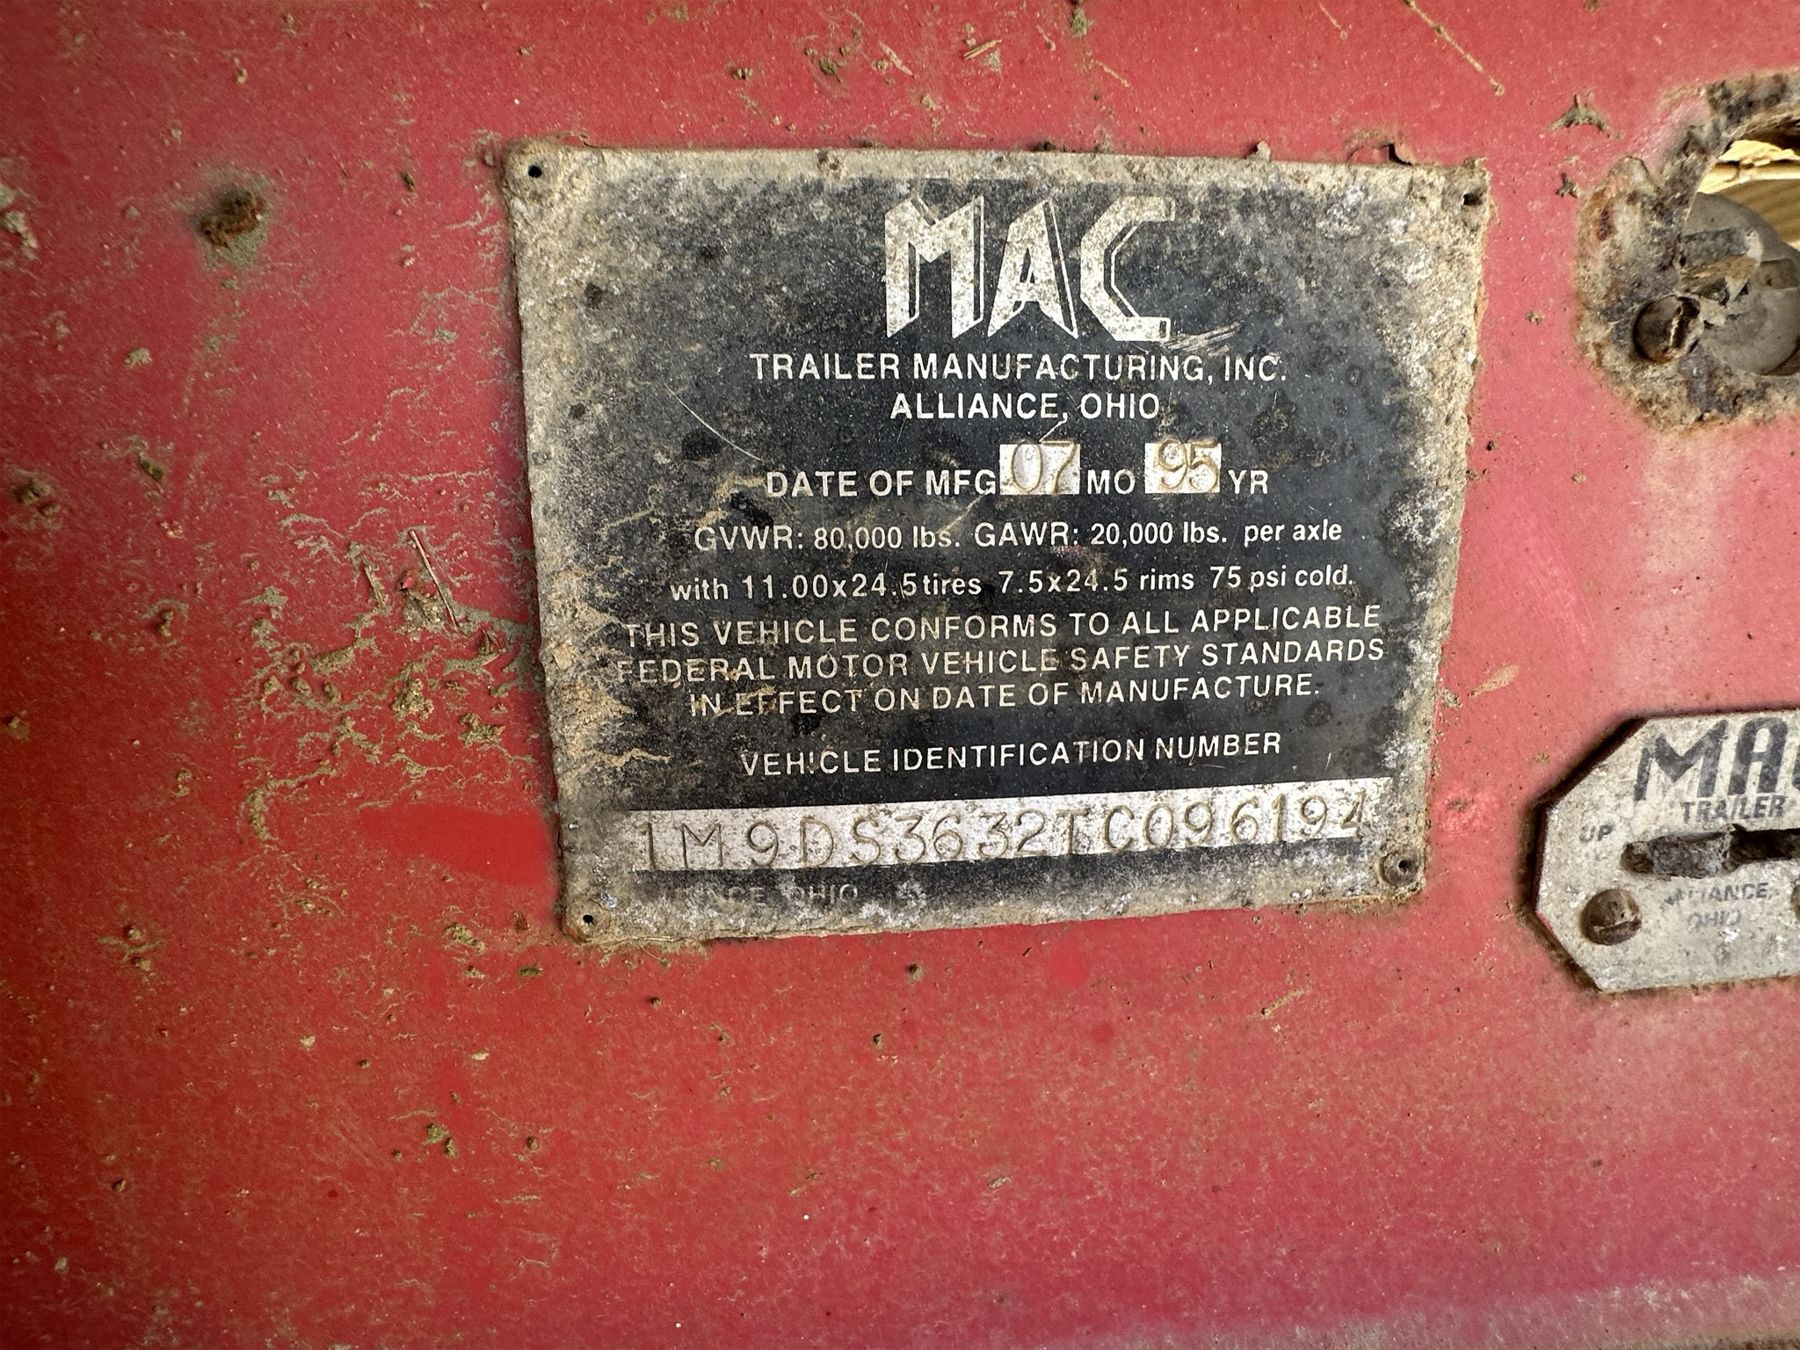 MAC
TRAILER MANUFACTURING, INC.
ALLIANCE, OHIO
DATE OF MFG 07 MO 95 YR
GVWR: 80,000 lbs. GAWR: 20,000 lbs. per axle
with 11.00x24.5 tires 7.5x24.5 rims 75 psi cold.
THIS VEHICLE CONFORMS TO ALL APPLICABLE
FEDERAL MOTOR VEHICLE SAFETY STANDARDS
IN EFFECT ON DATE OF MANUFACTURE.
VEHICLE IDENTIFICATION NUMBER
1M9DS3632TC096194
OHIO
MAC
TRAILER
UP
ALLIANCE,
OHIO